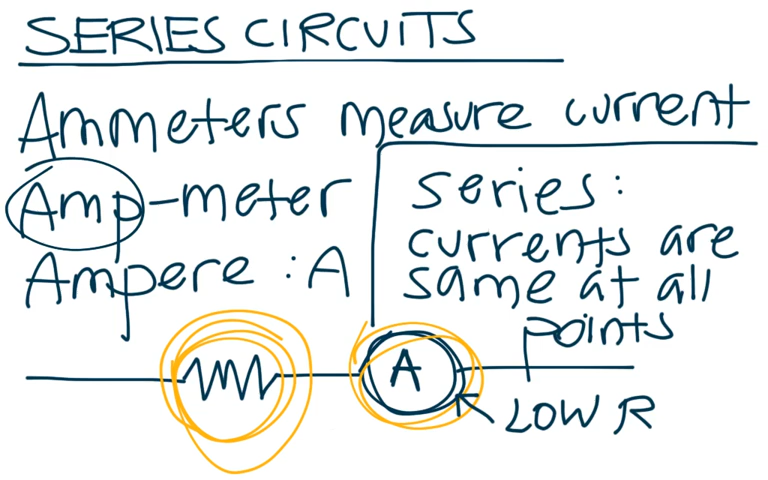 SERIES CIRCUITS
Ammeters measure current
Amp-meter
Ampere : A
series:
currents are
same at all
points
A
LOW R